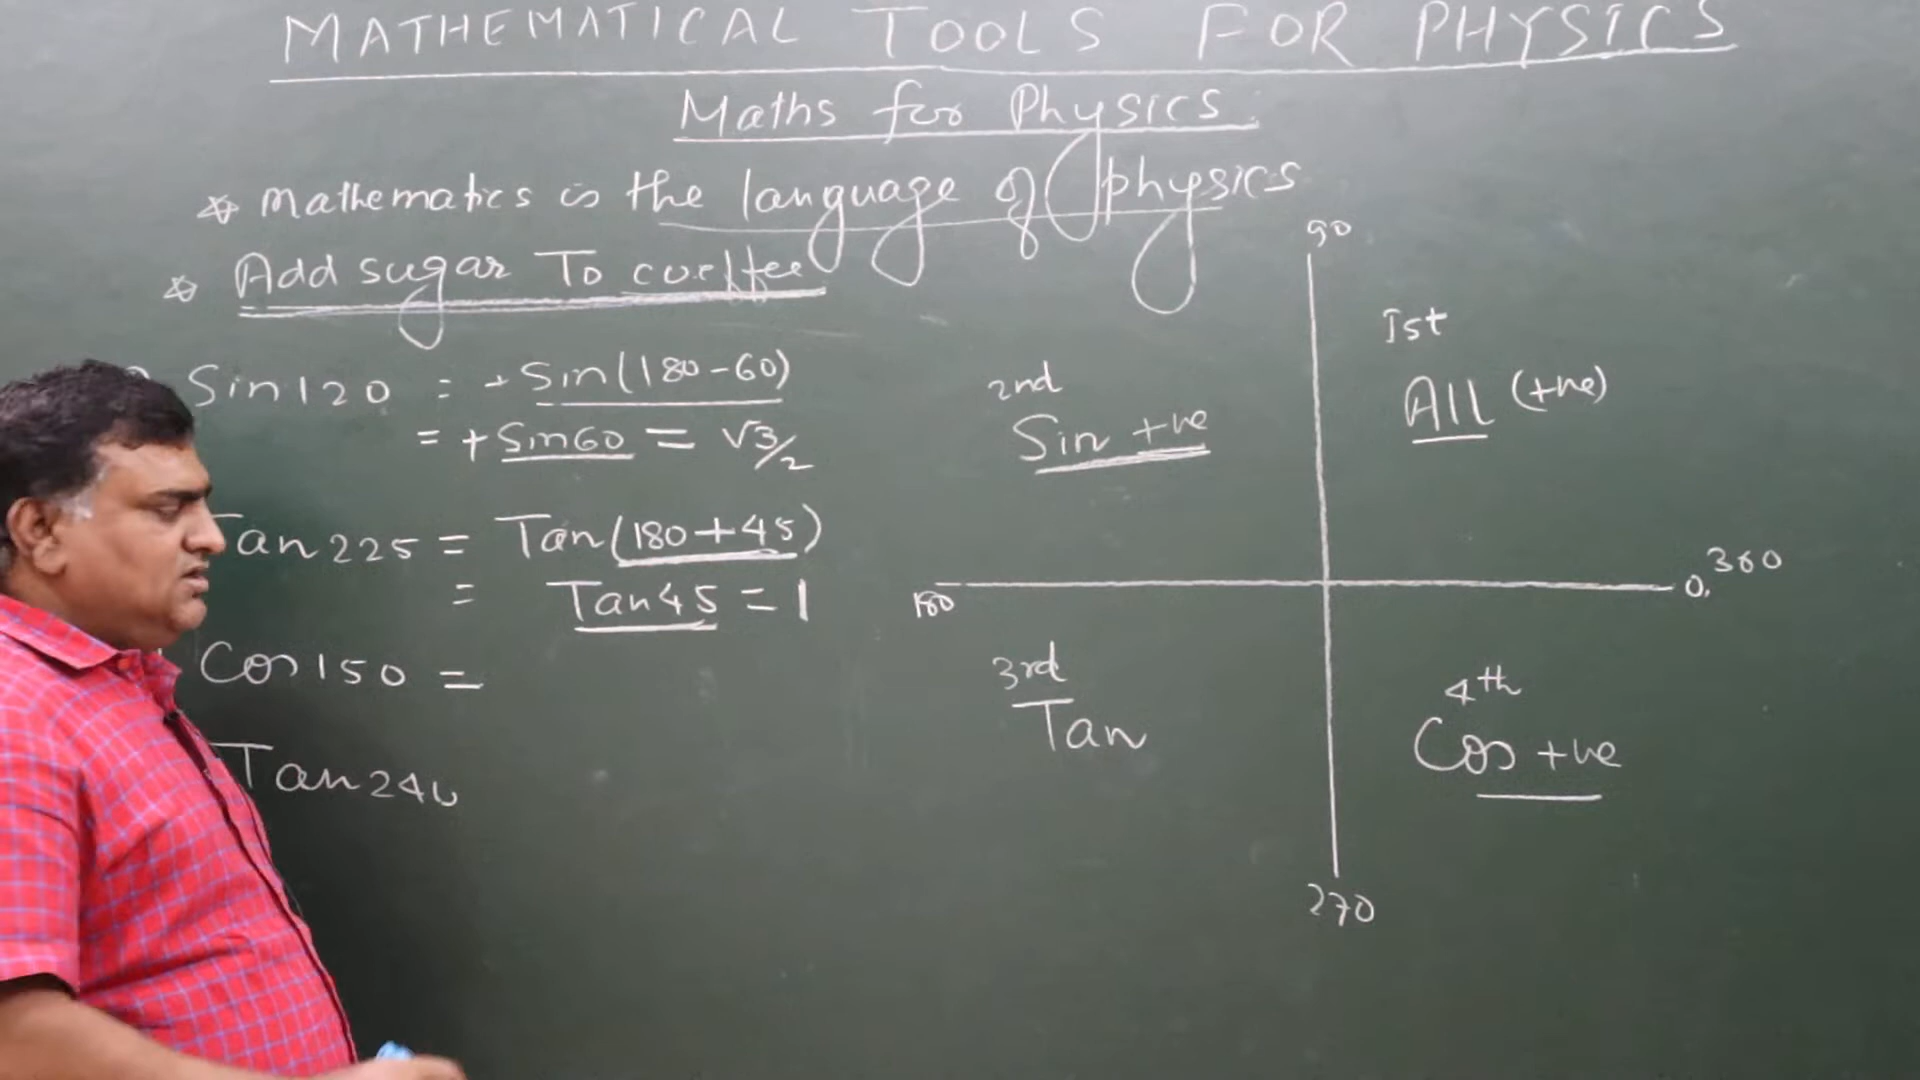 MATHEMATICAL TOOLS FOR PHYSICS
Maths for Physics.
☆ Mathematics is the language of physics
☆ Add sugar To coeffee
Sin120 = + Sin(180-60)
= + Sin60 = √3/2
Tan225 = Tan(180+45)
= Tan45 = 1
Cos150 =
Tan240
90
Ist
All (+ve)
2nd
Sin +ve
180
0, 360
3rd
Tan
4th
Cos +ve
270